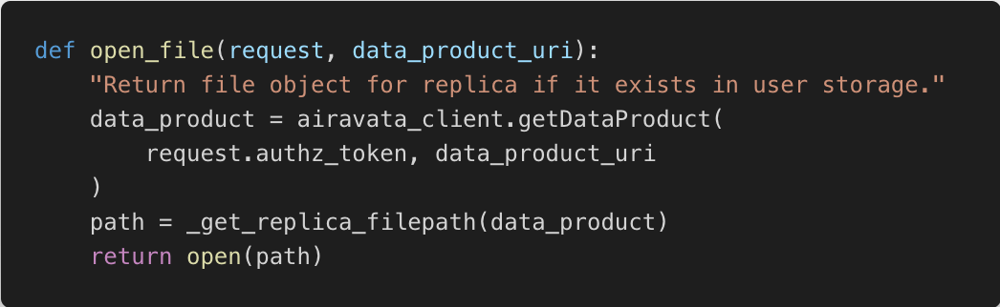 def open_file(request, data_product_uri):
    "Return file object for replica if it exists in user storage."
    data_product = airavata_client.getDataProduct(
        request.authz_token, data_product_uri
    )
    path = _get_replica_filepath(data_product)
    return open(path)